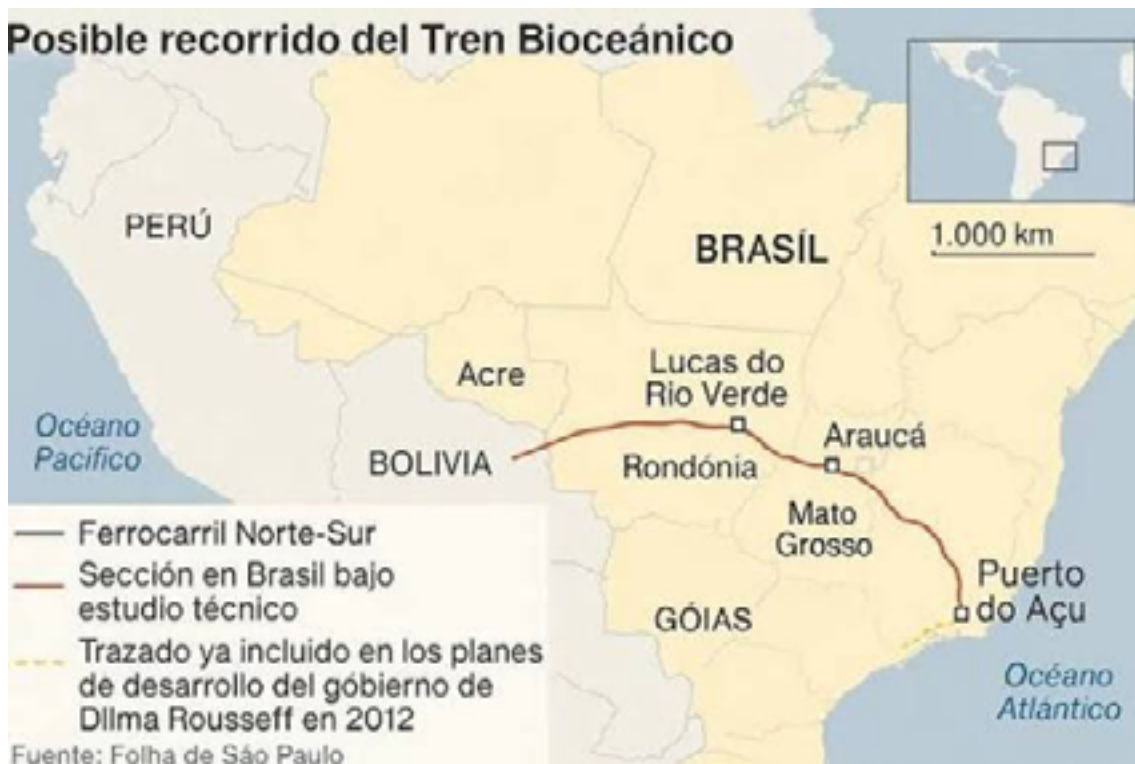 Posible recorrido del Tren Bioceánico
PERÚ
BRASÍL
1.000 km
Acre
Lucas do
Rio Verde
Araucá
Océano
Pacífico
BOLIVIA
Rondónia
Mato
Grosso
GÓIAS
Puerto
do Açu
Océano
Atlántico
Ferrocarril Norte-Sur
Sección en Brasil bajo
estudio técnico
Trazado ya incluido en los planes
de desarrollo del góbierno de
Dllma Rousseff en 2012
Fuente: Folha de São Paulo